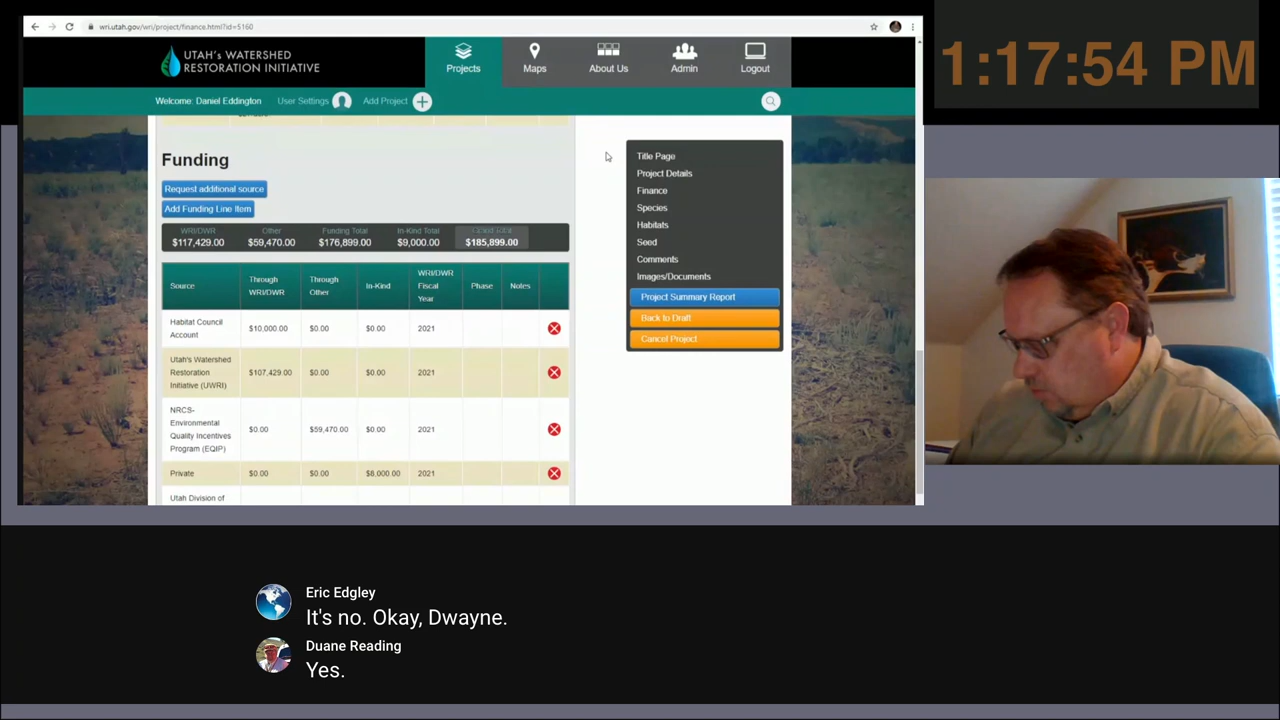 wri.utah.gov/wri/project/finance.html?id=5160
1:17:54 PM
UTAH'S WATERSHED
RESTORATION INITIATIVE
Projects
Maps
About Us
Admin
Logout
Welcome: Daniel Eddington
User Settings
Add Project
Funding
Request additional source
Add Funding Line Item
WRI/DWR Other Funding Total In-Kind Total Grand Total
$117,429.00 $59,470.00 $176,899.00 $9,000.00 $185,899.00
Source
Through
WRI/DWR
Through
Other
In-Kind
WRI/DWR
Fiscal
Year
Phase
Notes
Habitat Council
Account
$10,000.00 $0.00 $0.00 2021
Utah's Watershed
Restoration
Initiative (UWRI)
$107,429.00 $0.00 $0.00 2021
NRCS-
Environmental
Quality Incentives
Program (EQIP)
$0.00 $59,470.00 $0.00 2021
Private $0.00 $0.00 $8,000.00 2021
Utah Division of
Title Page
Project Details
Finance
Species
Habitats
Seed
Comments
Images/Documents
Project Summary Report
Back to Draft
Cancel Project
Eric Edgley
It's no. Okay, Dwayne.
Duane Reading
Yes.